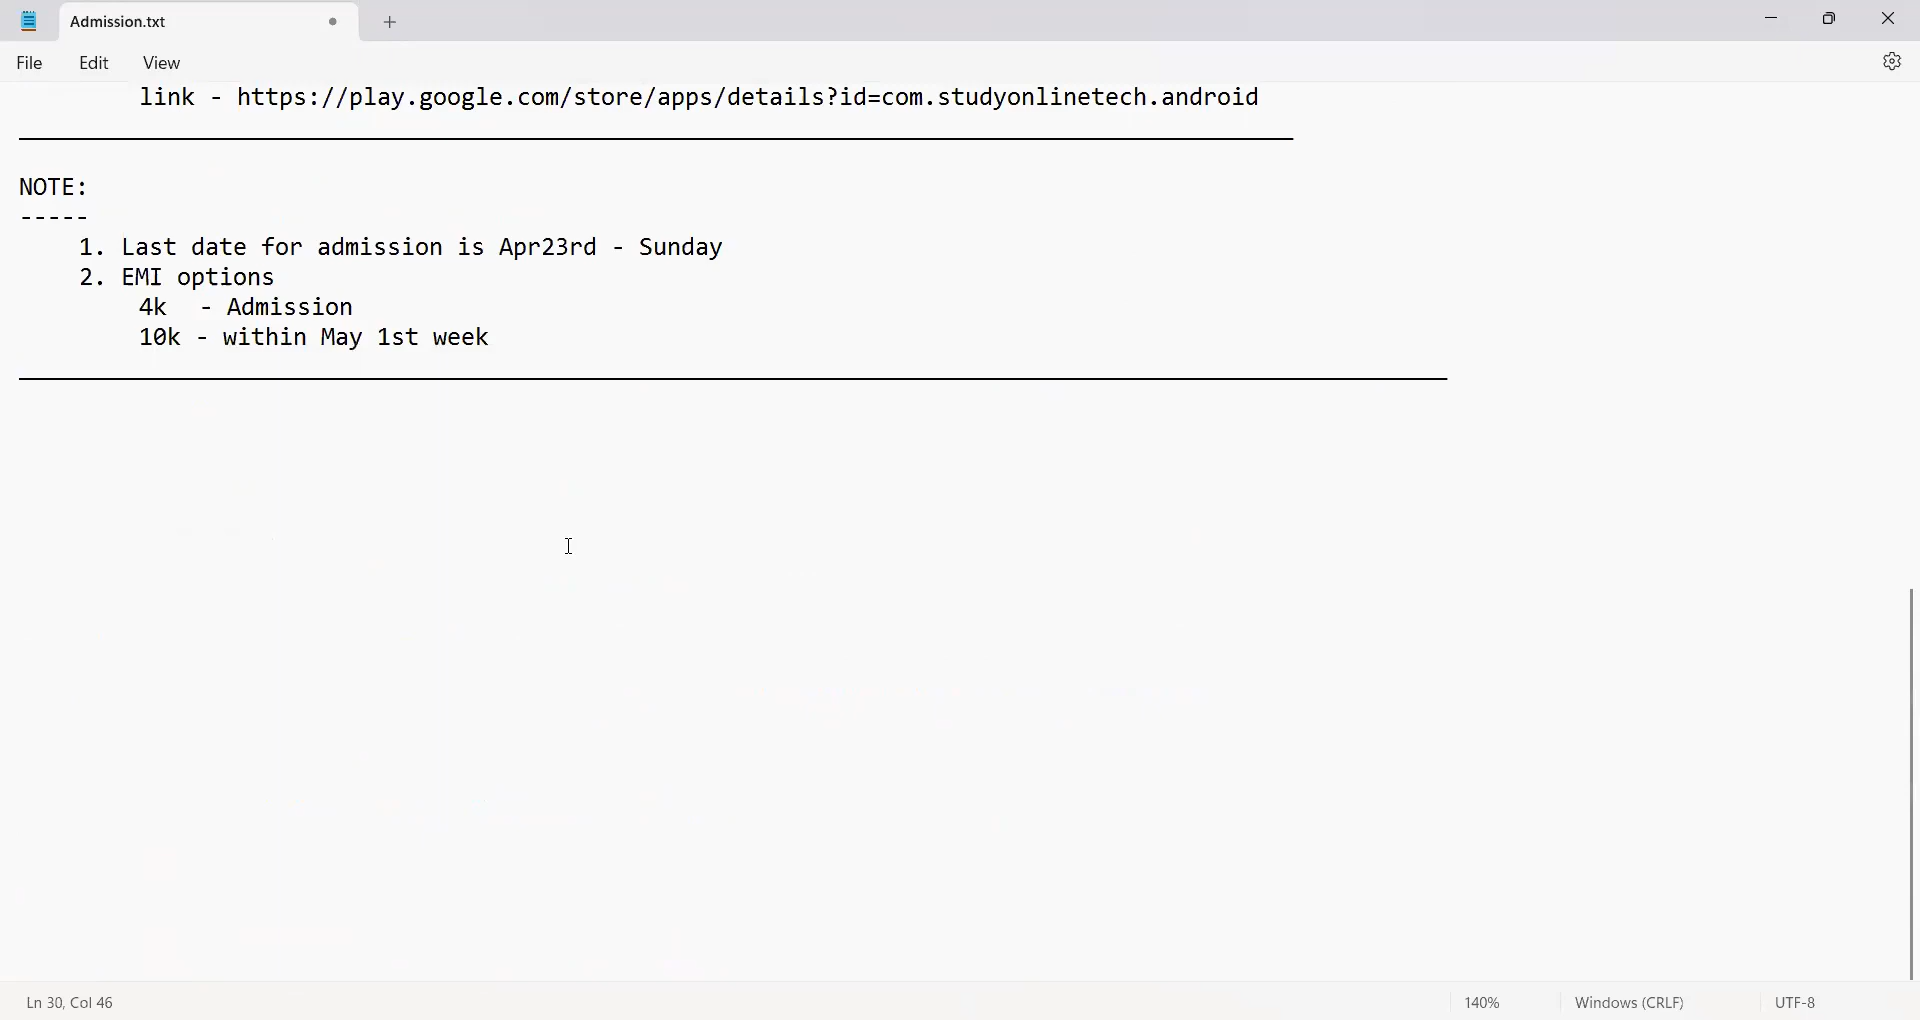 Admission.txt
File Edit View
link - https://play.google.com/store/apps/details?id=com.studyonlinetech.android
NOTE:
-----
1. Last date for admission is Apr23rd - Sunday
2. EMI options
4k - Admission
10k - within May 1st week
Ln 30, Col 46 140% Windows (CRLF) UTF-8